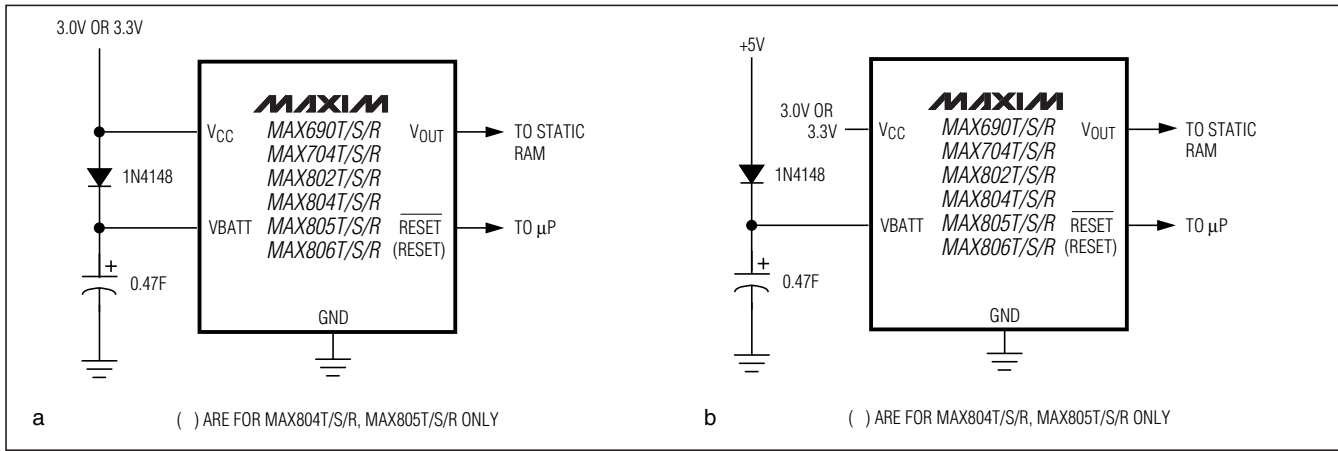 3.0V OR 3.3V
MAXIM
VCC
MAX690T/S/R
MAX704T/S/R
MAX802T/S/R
MAX804T/S/R
MAX805T/S/R
MAX806T/S/R
VOUT
TO STATIC
RAM
1N4148
VBATT
RESET
(RESET)
TO μP
+
0.47F
GND
a
( ) ARE FOR MAX804T/S/R, MAX805T/S/R ONLY
+5V
3.0V OR
3.3V
MAXIM
VCC
MAX690T/S/R
MAX704T/S/R
MAX802T/S/R
MAX804T/S/R
MAX805T/S/R
MAX806T/S/R
VOUT
TO STATIC
RAM
1N4148
VBATT
RESET
(RESET)
TO μP
+
0.47F
GND
b
( ) ARE FOR MAX804T/S/R, MAX805T/S/R ONLY